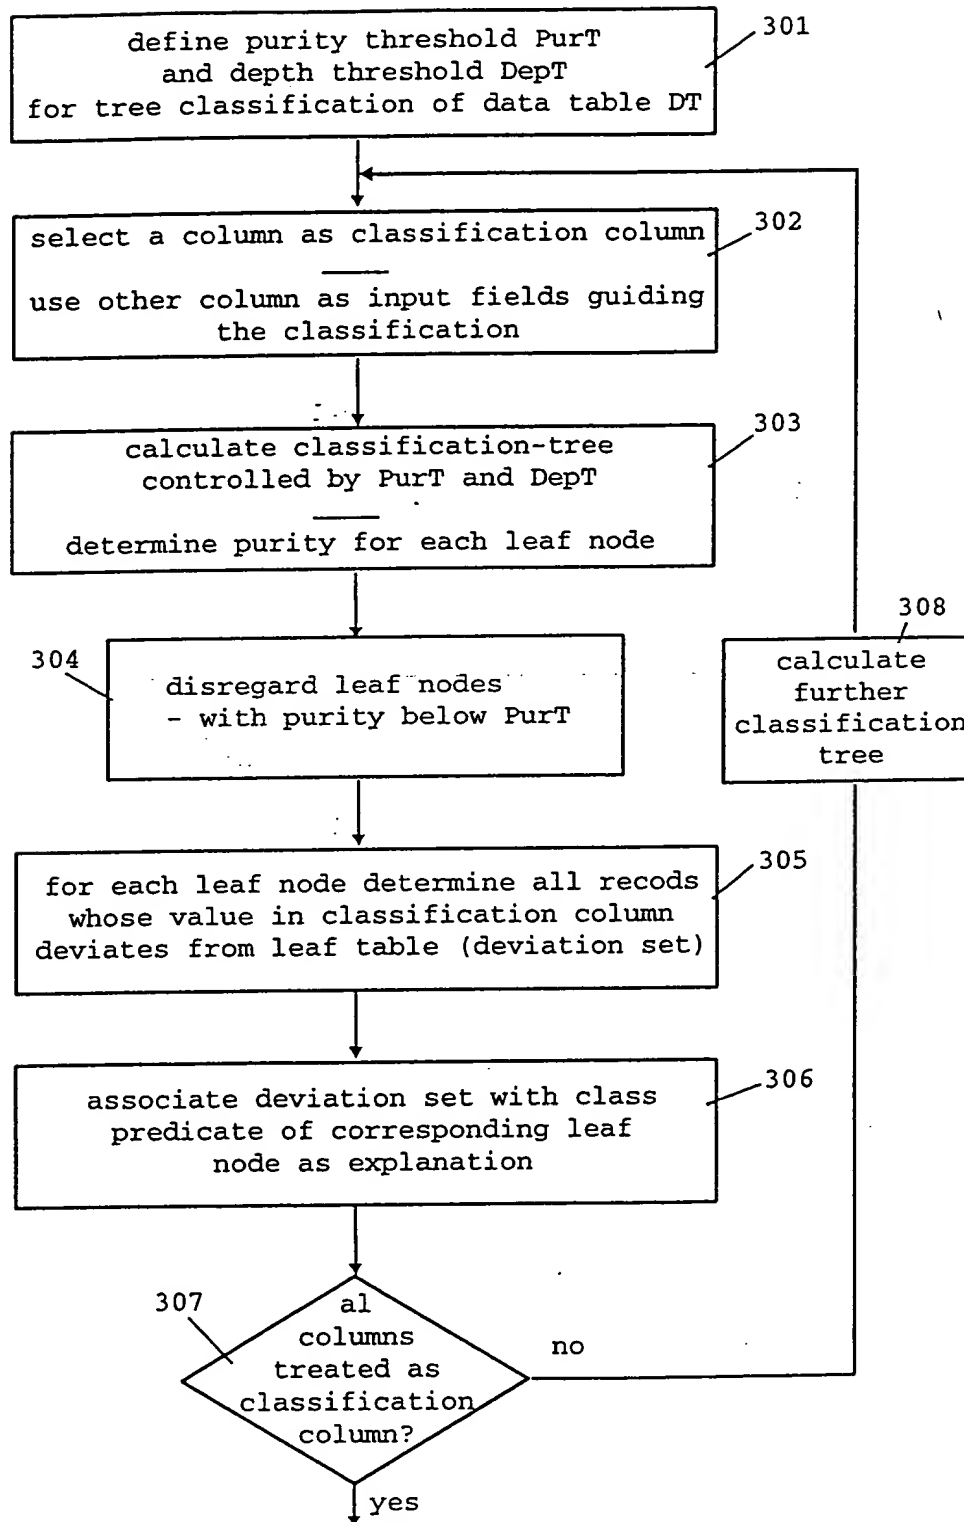 define purity threshold PurT
and depth threshold DepT
for tree classification of data table DT
301
select a column as classification column
use other column as input fields guiding
the classification
302
calculate classification-tree
controlled by PurT and DepT
determine purity for each leaf node
303
304
disregard leaf nodes
- with purity below PurT
308
calculate
further
classification
tree
for each leaf node determine all recods
whose value in classification column
deviates from leaf table (deviation set)
305
associate deviation set with class
predicate of corresponding leaf
node as explanation
306
307
al
columns
treated as
classification
column?
no
yes